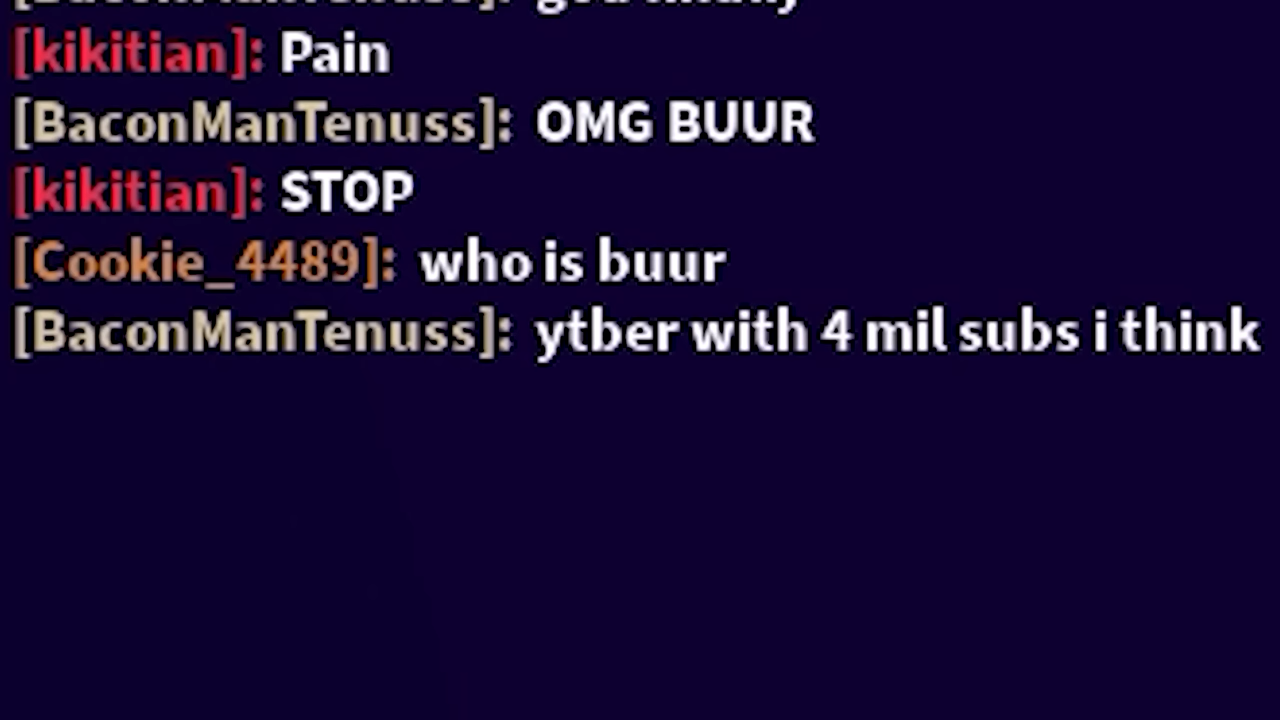 [kikitian]: Pain
[BaconManTenuss]: OMG BUUR
[kikitian]: STOP
[Cookie_4489]: who is buur
[BaconManTenuss]: ytber with 4 mil subs i think